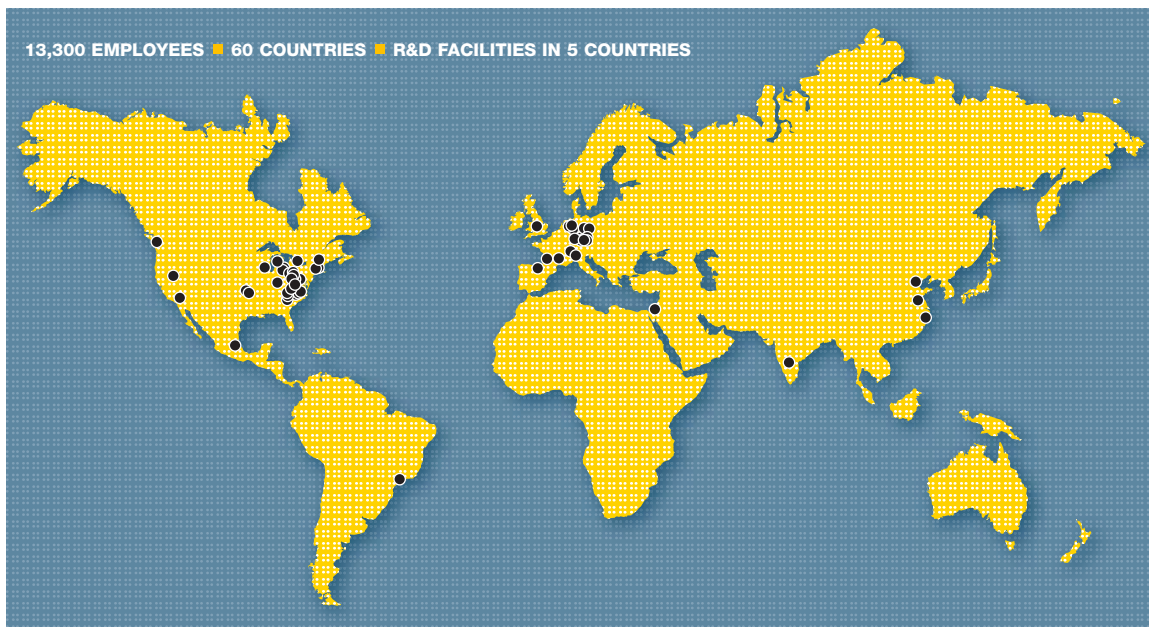 13,300 EMPLOYEES ■ 60 COUNTRIES ■ R&D FACILITIES IN 5 COUNTRIES